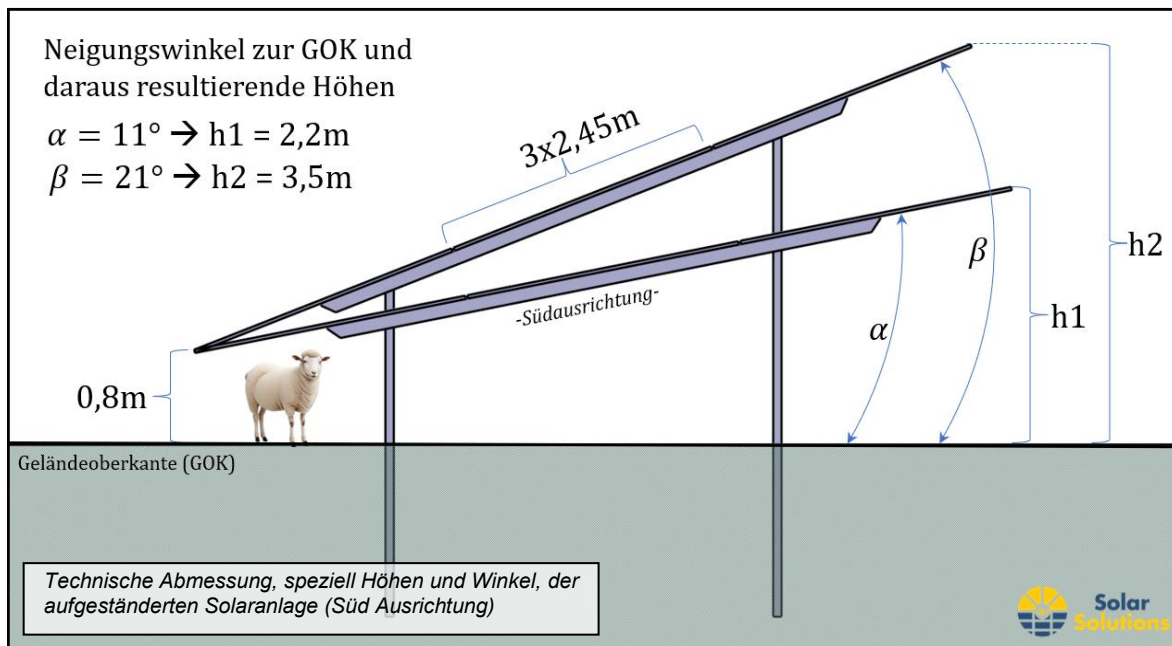 Neigungswinkel zur GOK und
daraus resultierende Höhen
α = 11° → h1 = 2,2m
β = 21° → h2 = 3,5m
3x2,45m
-Südausrichtung-
α
β
h1
h2
0,8m
Geländeoberkante (GOK)
Technische Abmessung, speziell Höhen und Winkel, der
aufgeständerten Solaranlage (Süd Ausrichtung)
Solar
Solutions